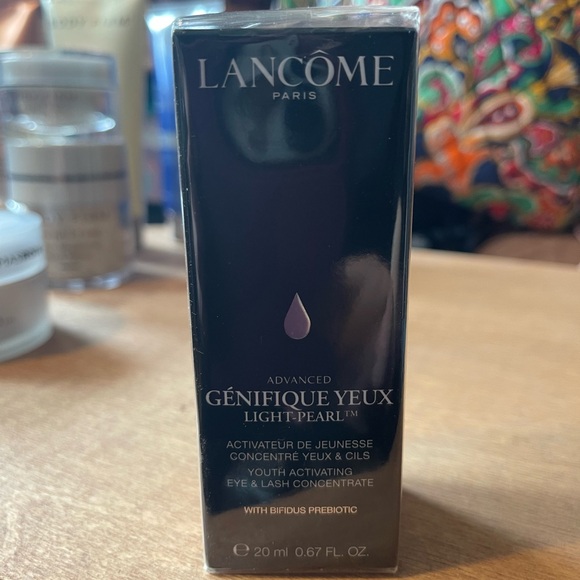 LANCÔME
PARIS
ADVANCED
GÉNIFIQUE YEUX
LIGHT-PEARL™
ACTIVATEUR DE JEUNESSE
CONCENTRÉ YEUX & CILS
YOUTH ACTIVATING
EYE & LASH CONCENTRATE
WITH BIFIDUS PREBIOTIC
℮ 20 ml 0.67 FL. OZ.